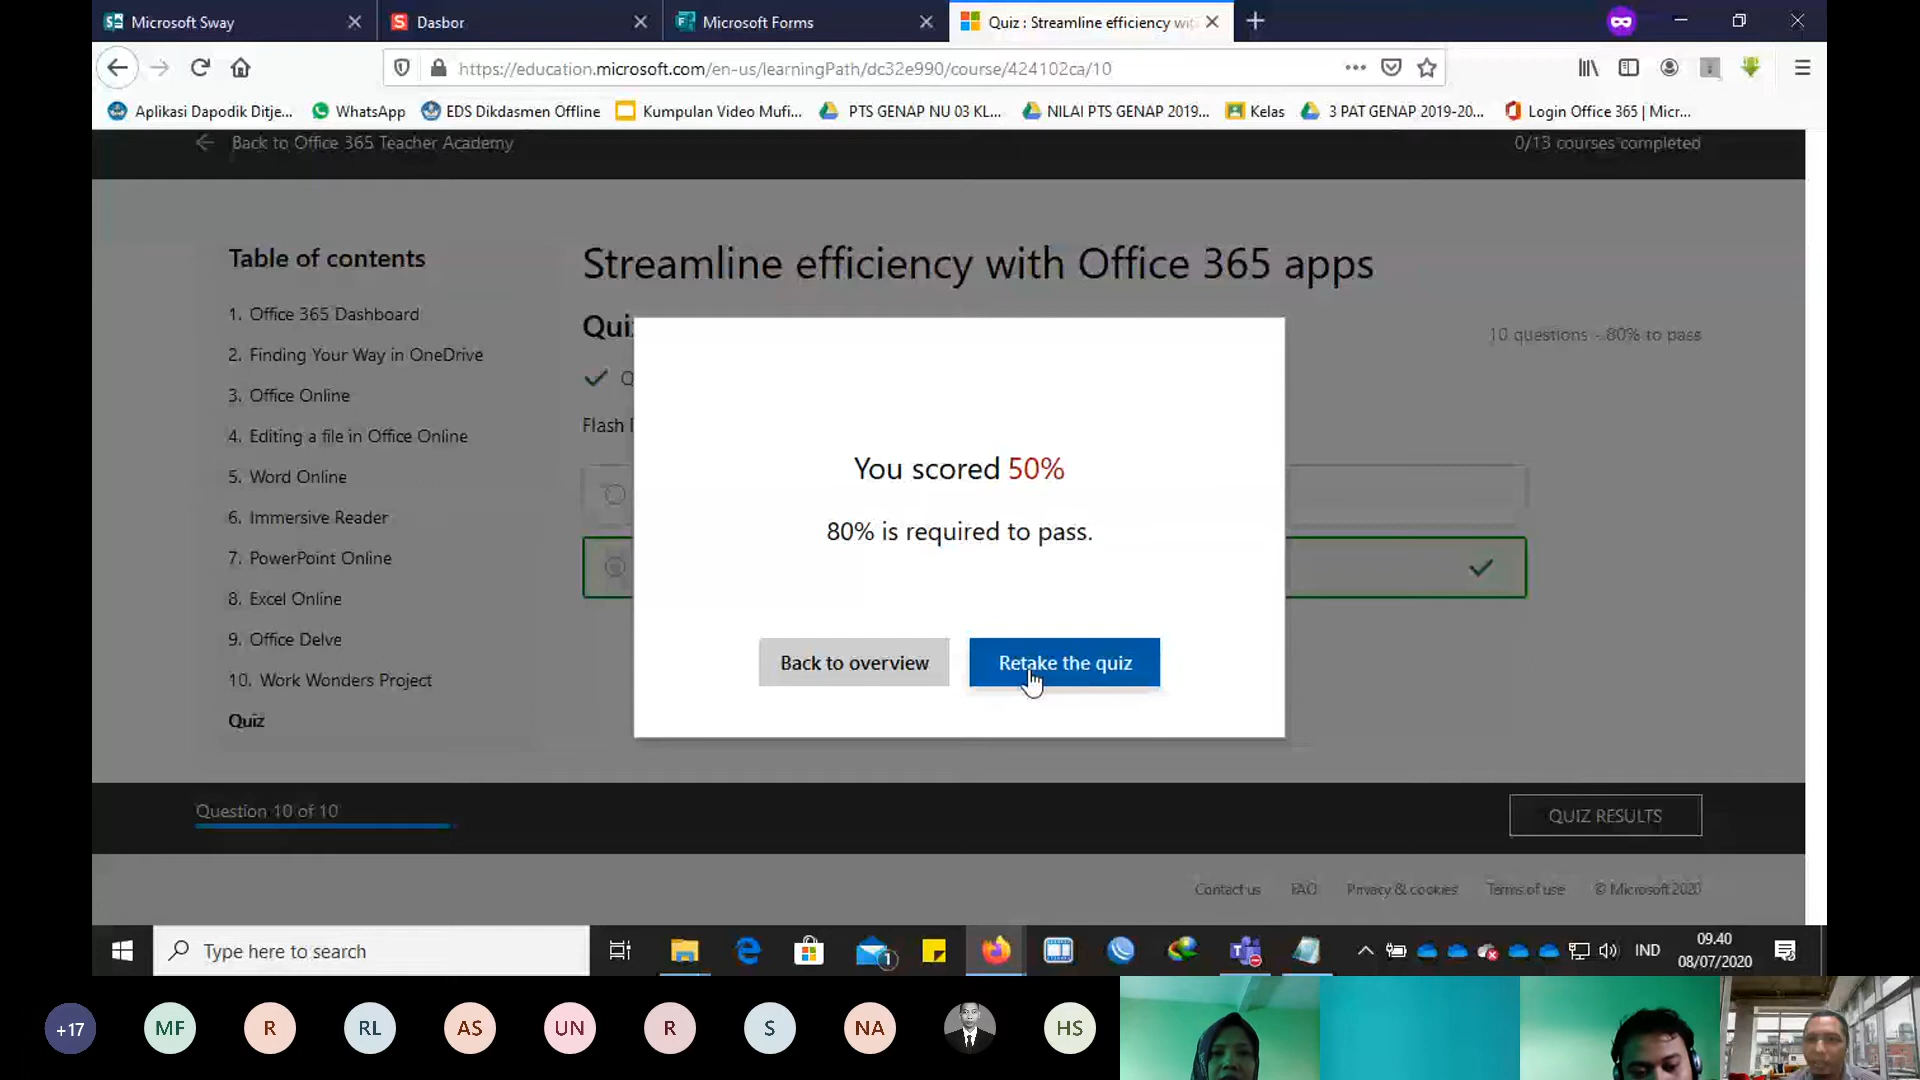 Microsoft Sway
Dasbor
Microsoft Forms
Quiz : Streamline efficiency wit
https://education.microsoft.com/en-us/learningPath/dc32e990/course/424102ca/10
Aplikasi Dapodik Ditje...
WhatsApp
EDS Dikdasmen Offline
Kumpulan Video Mufi...
PTS GENAP NU 03 KL...
NILAI PTS GENAP 2019...
Kelas
3 PAT GENAP 2019-20...
Login Office 365 | Micr...
Back to Office 365 Teacher Academy
0/13 courses completed
Table of contents
1. Office 365 Dashboard
2. Finding Your Way in OneDrive
3. Office Online
4. Editing a file in Office Online
5. Word Online
6. Immersive Reader
7. PowerPoint Online
8. Excel Online
9. Office Delve
10. Work Wonders Project
Quiz
Streamline efficiency with Office 365 apps
Qui
10 questions - 80% to pass
Q
Flash
You scored 50%
80% is required to pass.
Back to overview
Retake the quiz
Question 10 of 10
QUIZ RESULTS
Contact us
FAQ
Privacy & cookies
Terms of use
© Microsoft 2020
Type here to search
1
IND
09.40
08/07/2020
+17
MF
R
RL
AS
UN
R
S
NA
HS